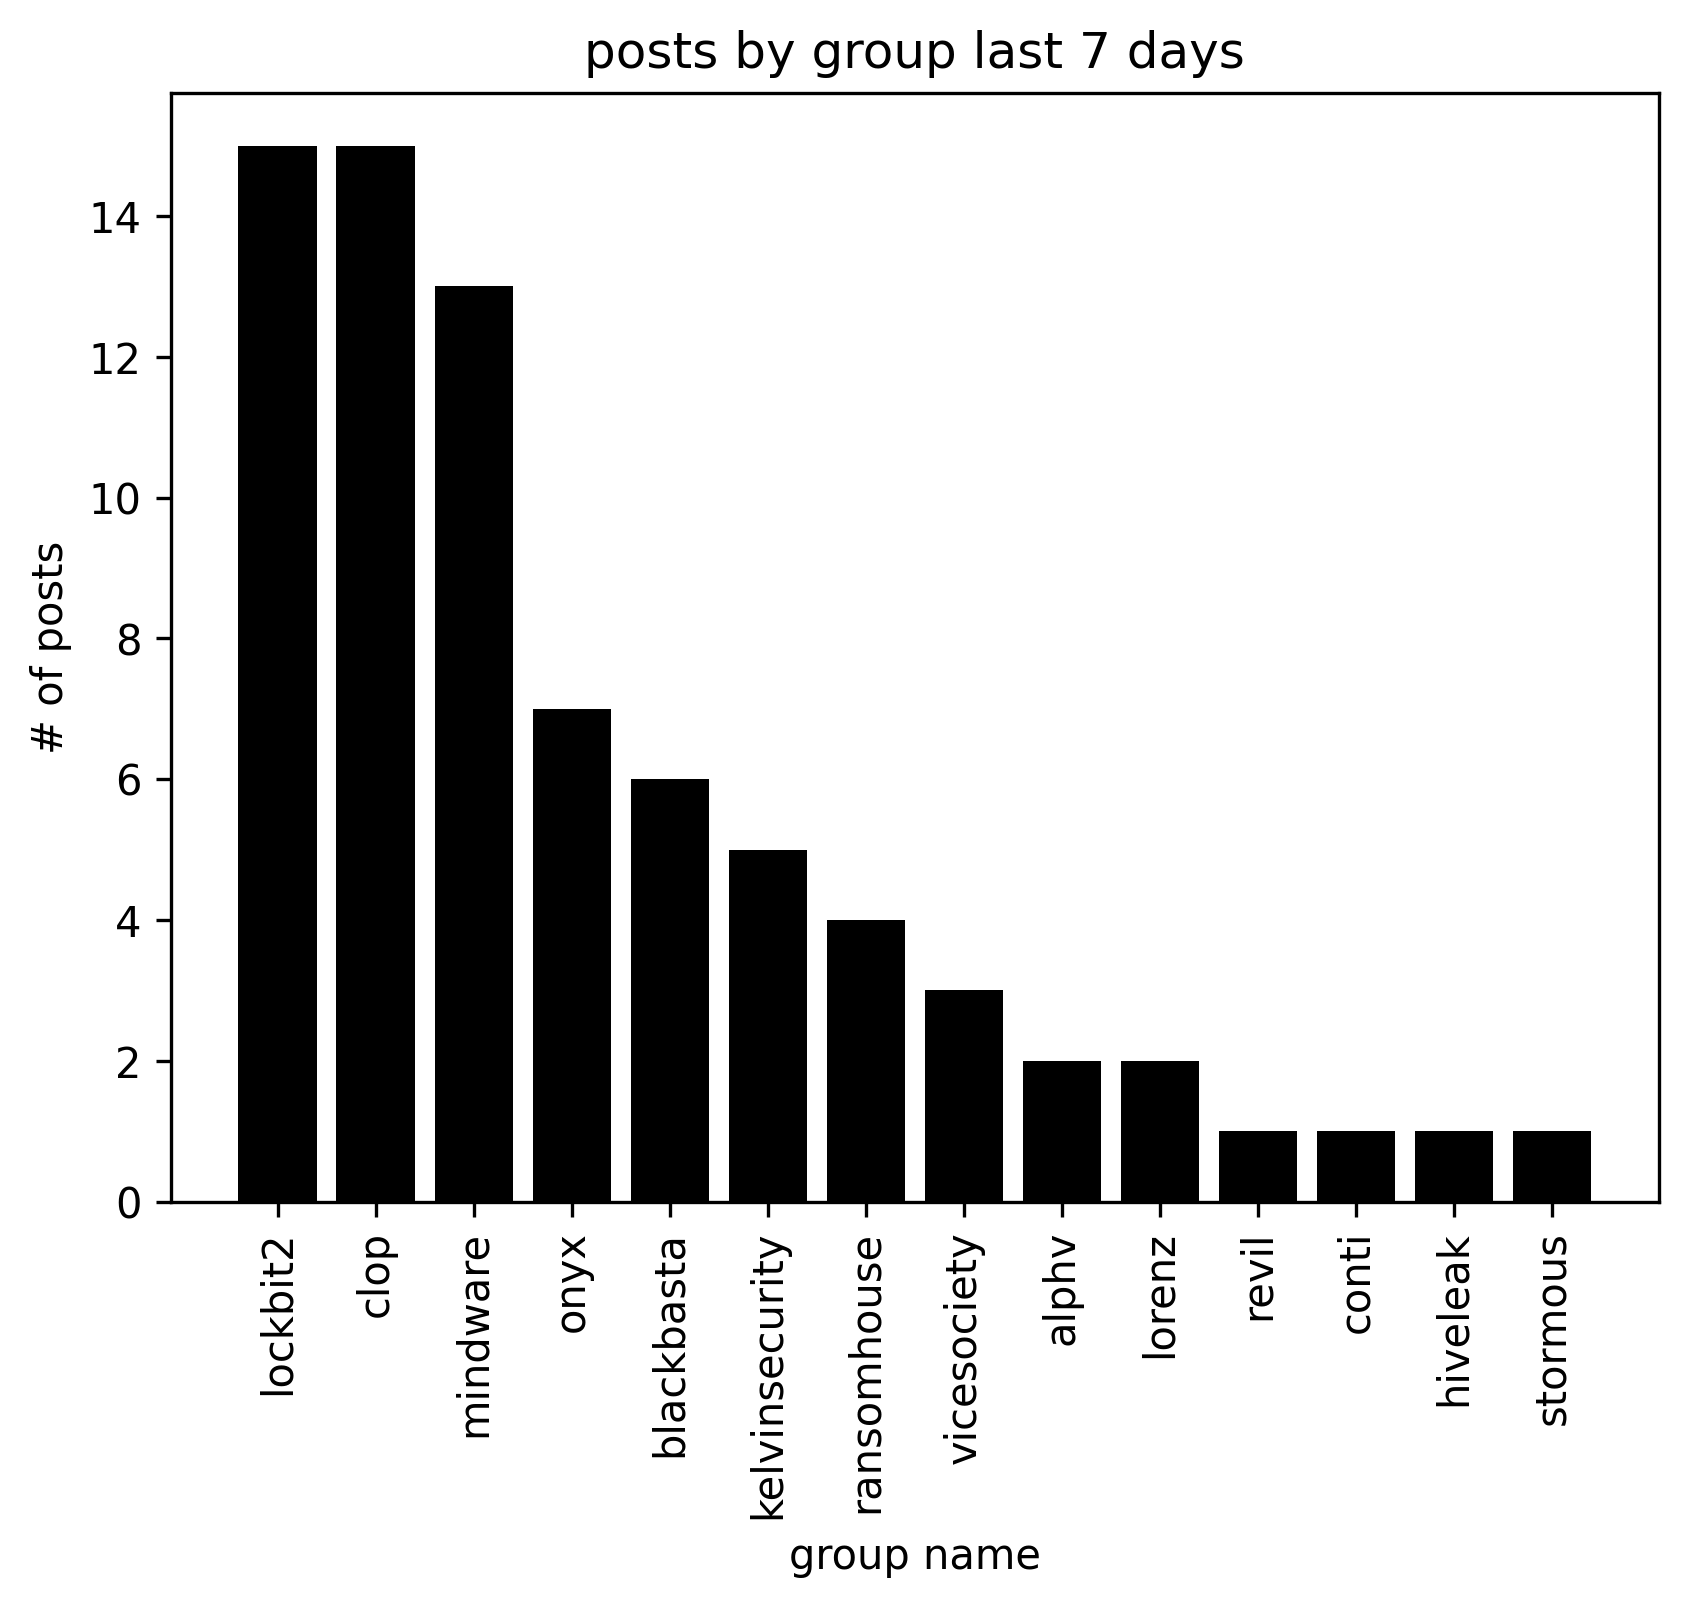 posts by group last 7 days
# of posts
14
12
10
8
6
4
2
0
lockbit2
clop
mindware
onyx
blackbasta
kelvinsecurity
ransomhouse
vicesociety
alphv
lorenz
revil
conti
hiveleak
stormous
group name